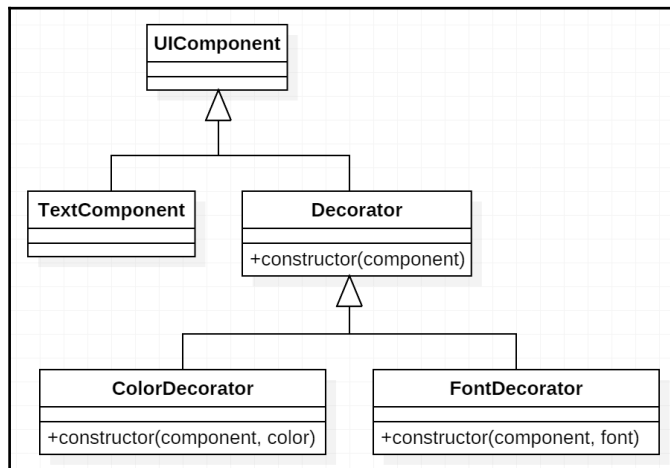 UIComponent
TextComponent
Decorator
+constructor(component)
ColorDecorator
+constructor(component, color)
FontDecorator
+constructor(component, font)